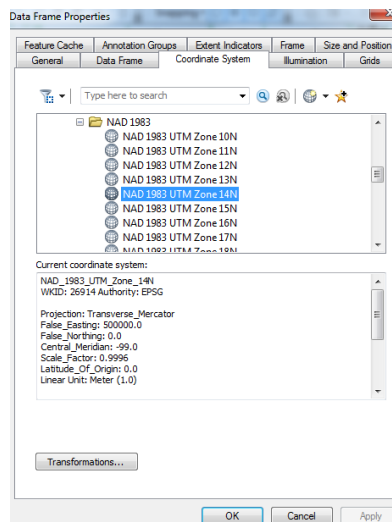 Data Frame Properties
Feature Cache Annotation Groups Extent Indicators Frame Size and Position
General Data Frame Coordinate System Illumination Grids
Type here to search
NAD 1983
NAD 1983 UTM Zone 10N
NAD 1983 UTM Zone 11N
NAD 1983 UTM Zone 12N
NAD 1983 UTM Zone 13N
NAD 1983 UTM Zone 14N
NAD 1983 UTM Zone 15N
NAD 1983 UTM Zone 16N
NAD 1983 UTM Zone 17N
NAD 1983 UTM Zone 18N
Current coordinate system:
NAD_1983_UTM_Zone_14N
WKID: 26914 Authority: EPSG
Projection: Transverse_Mercator
False_Easting: 500000.0
False_Northing: 0.0
Central_Meridian: -99.0
Scale_Factor: 0.9996
Latitude_Of_Origin: 0.0
Linear Unit: Meter (1.0)
Transformations...
OK Cancel Apply